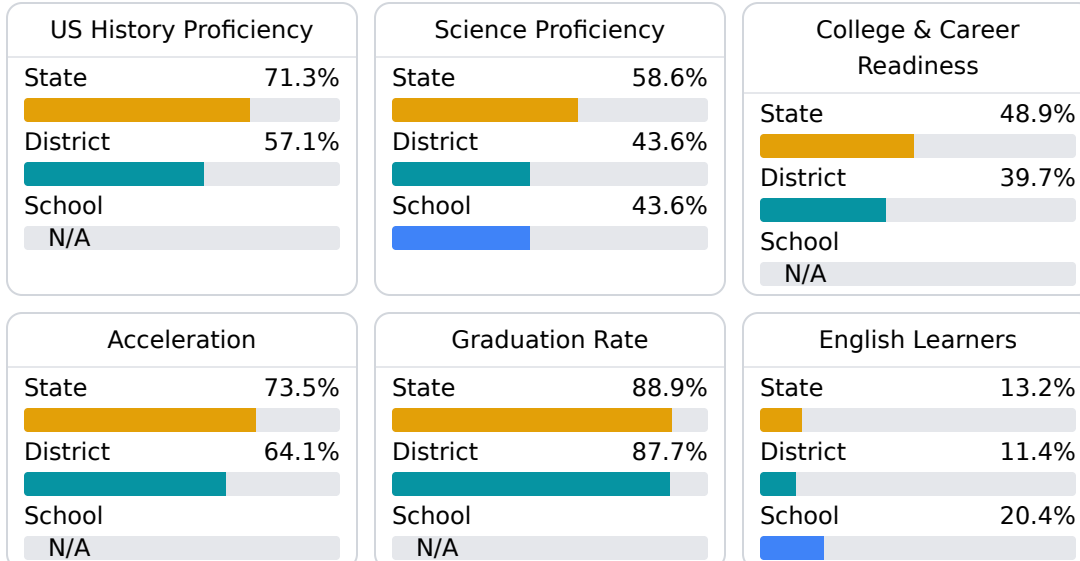 US History Proficiency
State 71.3%
District 57.1%
School
N/A
Science Proficiency
State 58.6%
District 43.6%
School 43.6%
College & Career
Readiness
State 48.9%
District 39.7%
School
N/A
Acceleration
State 73.5%
District 64.1%
School
N/A
Graduation Rate
State 88.9%
District 87.7%
School
N/A
English Learners
State 13.2%
District 11.4%
School 20.4%